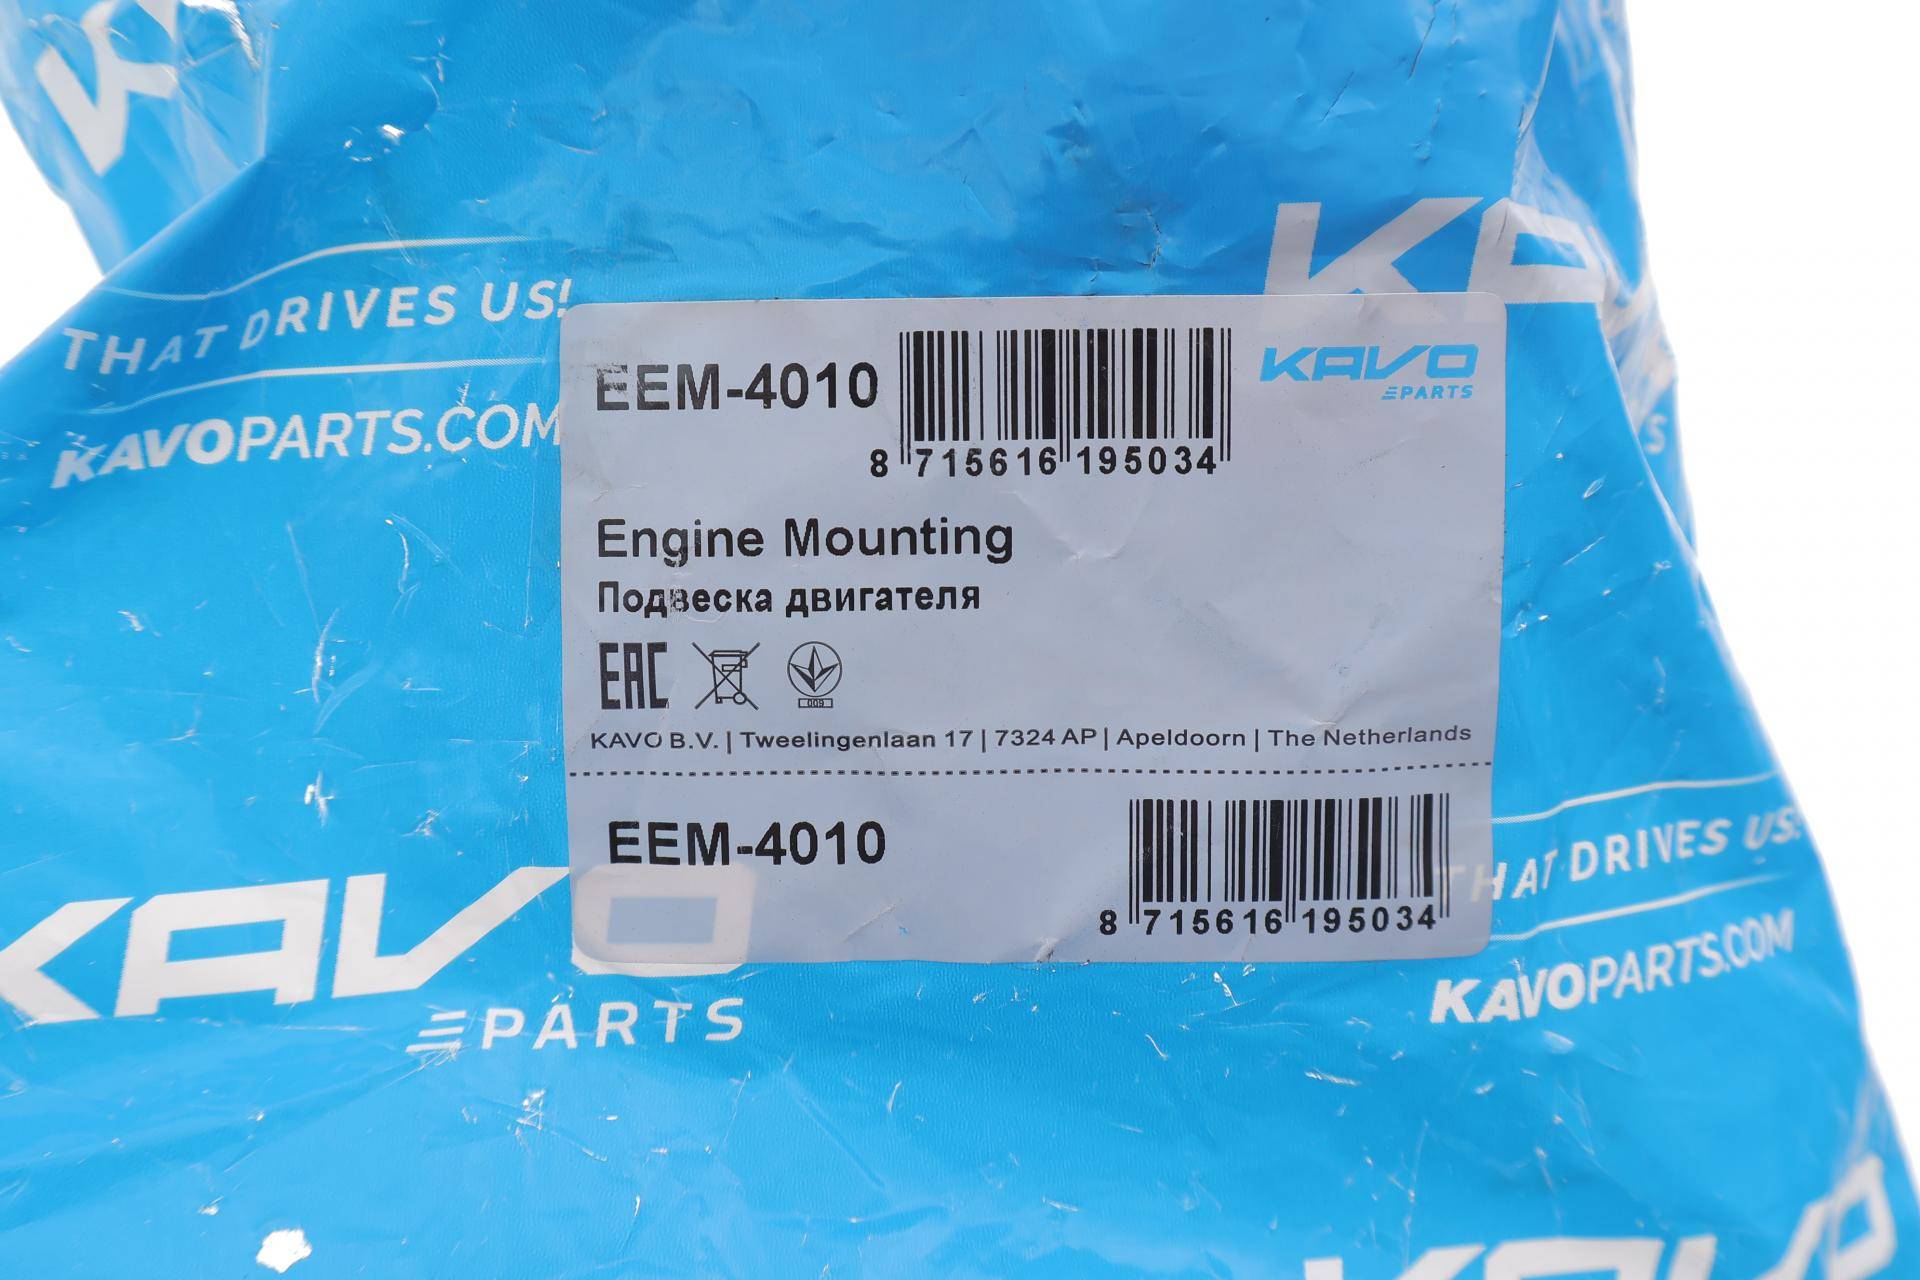 THAT DRIVES US!
KAVOPARTS.COM
EEM-4010
8 715616 195034
KAVO
PARTS
Engine Mounting
Подвеска двигателя
EAC
009
KAVO B.V. | Tweelingenlaan 17 | 7324 AP | Apeldoorn | The Netherlands
EEM-4010
8 715616 195034
THAT DRIVES US!
KAVOPARTS.COM
KAVO
PARTS